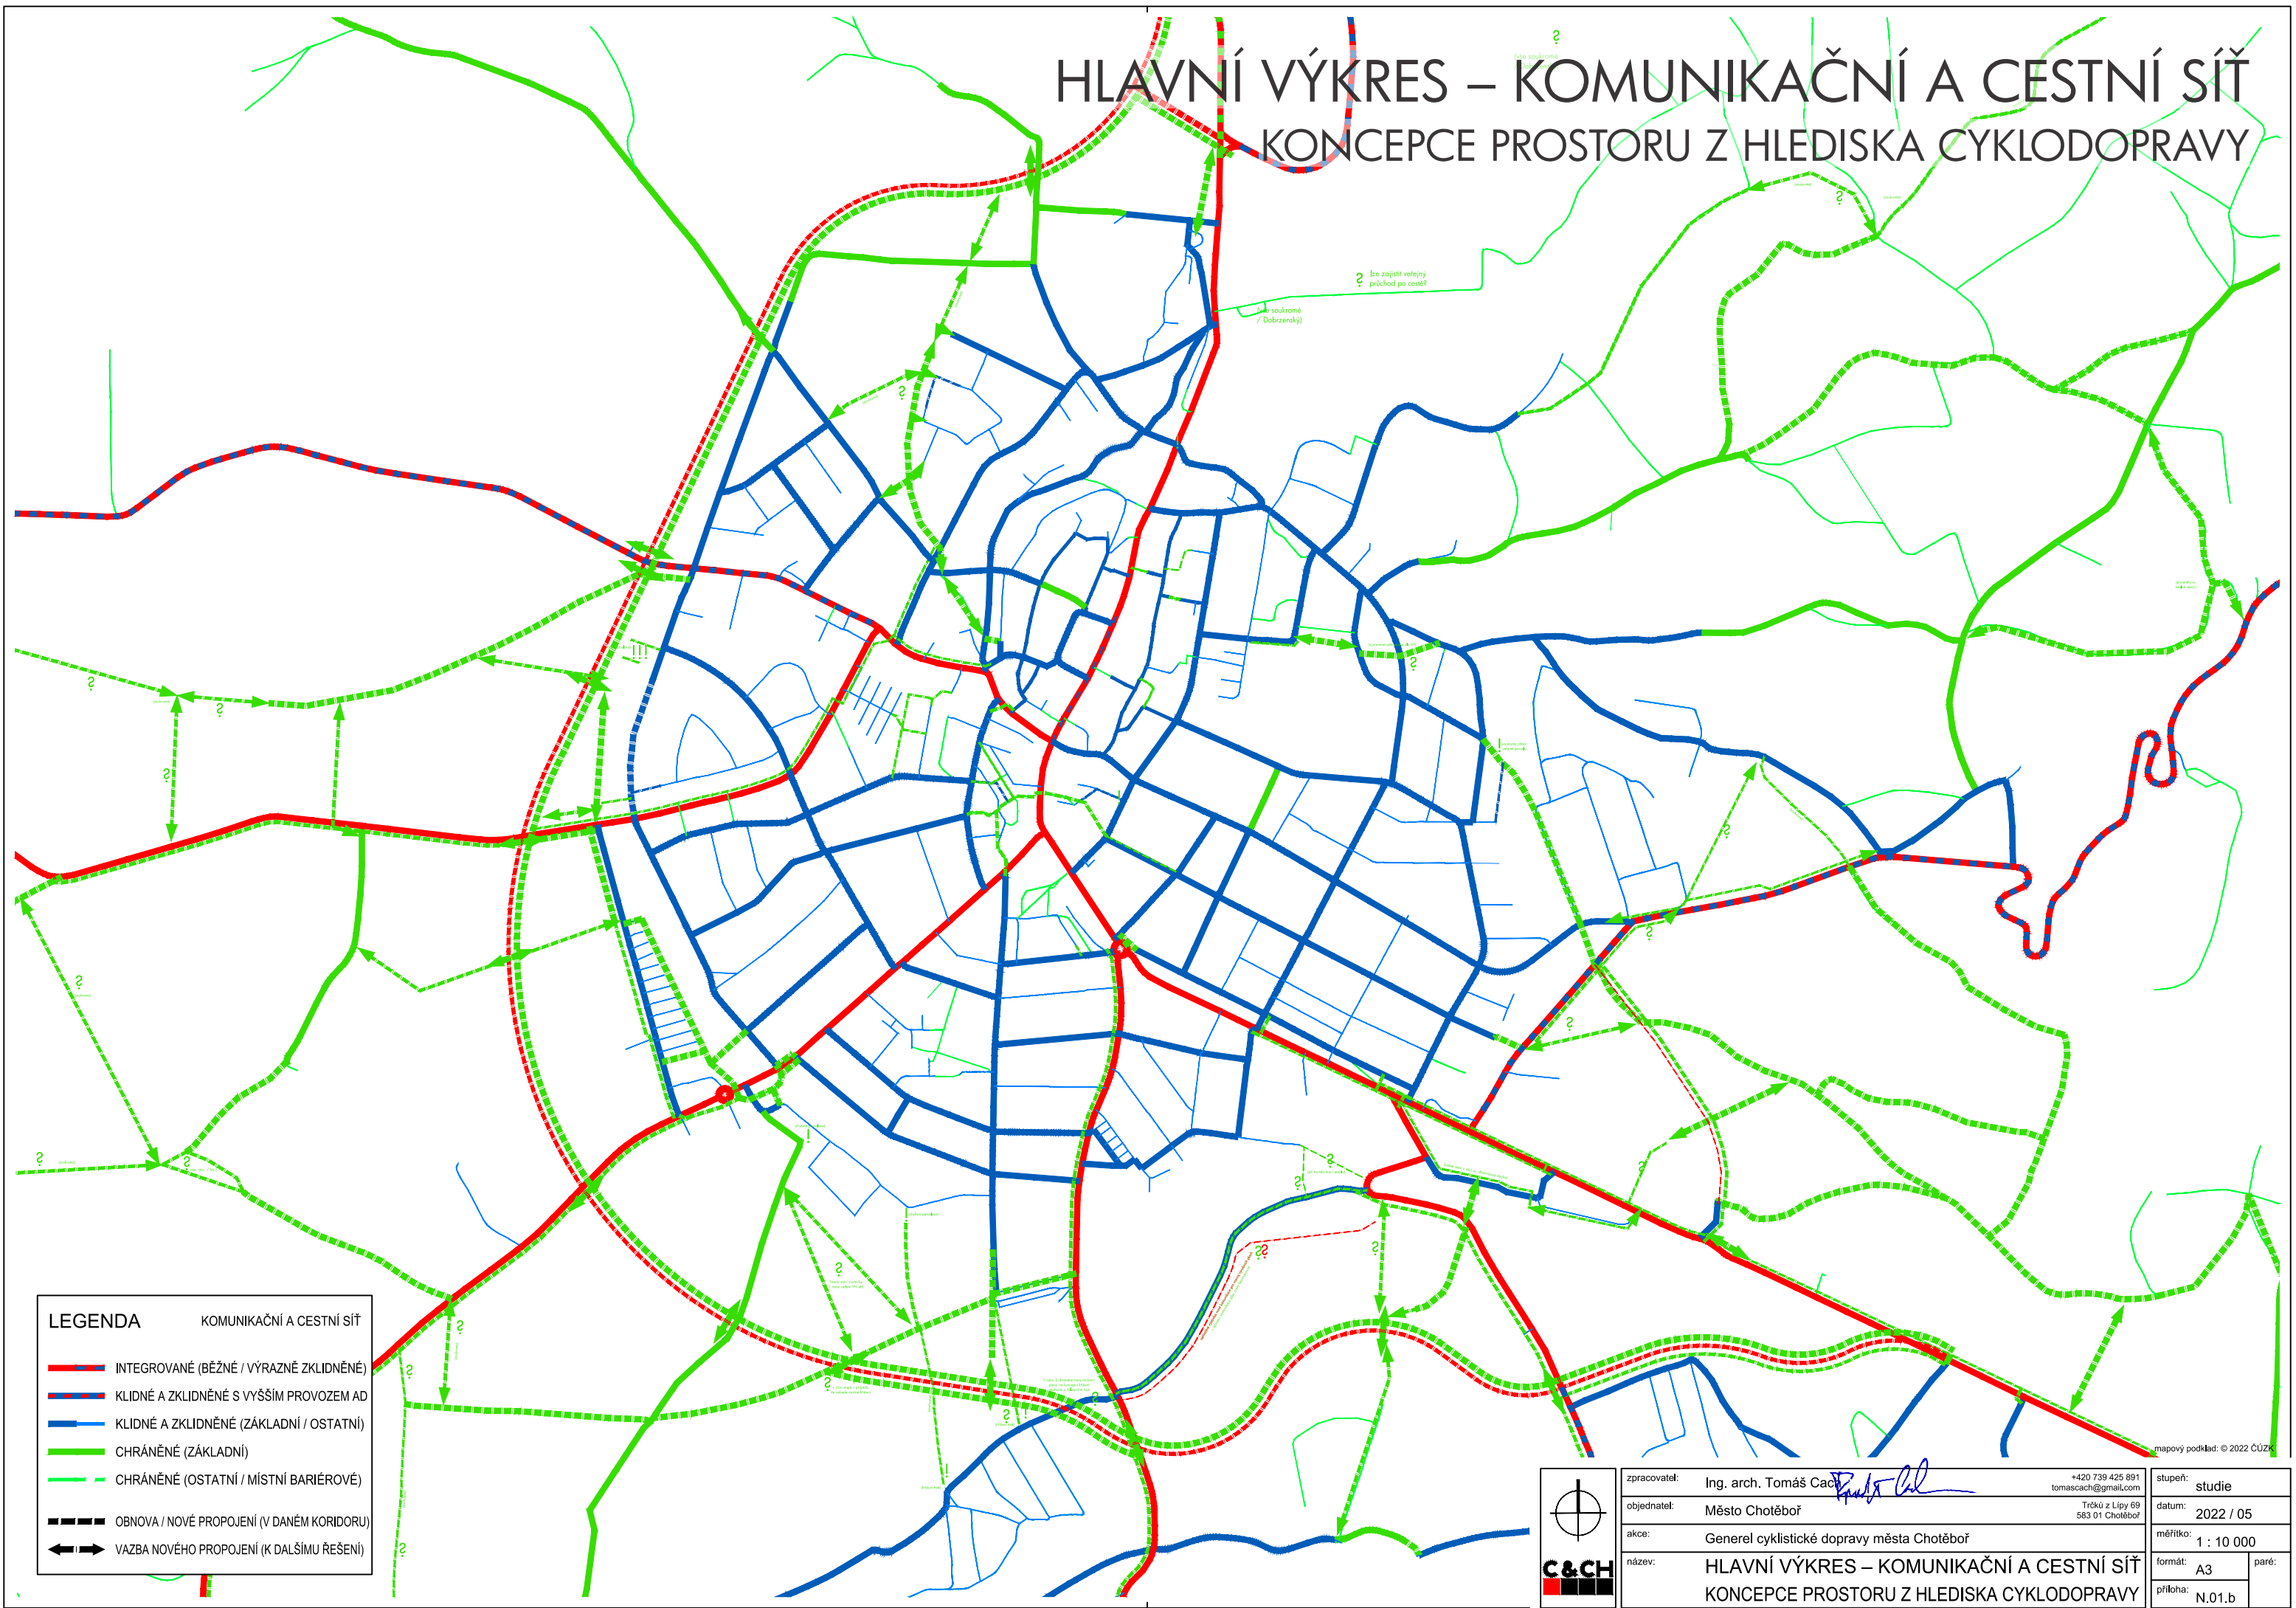 HLAVNÍ VÝKRES – KOMUNIKAČNÍ A CESTNÍ SÍŤ
KONCEPCE PROSTORU Z HLEDISKA CYKLODOPRAVY
? lze zajistit veřejný
průchod po cestě?
soukromé
/ Dobrzenský)
LEGENDA
KOMUNIKAČNÍ A CESTNÍ SÍŤ
INTEGROVANÉ (BĚŽNÉ / VÝRAZNĚ ZKLIDNĚNÉ)
KLIDNÉ A ZKLIDNĚNÉ S VYŠŠÍM PROVOZEM AD
KLIDNÉ A ZKLIDNĚNÉ (ZÁKLADNÍ / OSTATNÍ)
CHRÁNĚNÉ (ZÁKLADNÍ)
CHRÁNĚNÉ (OSTATNÍ / MÍSTNÍ BARIÉROVÉ)
OBNOVA / NOVÉ PROPOJENÍ (V DANÉM KORIDORU)
VAZBA NOVÉHO PROPOJENÍ (K DALŠÍMU ŘEŠENÍ)
mapový podklad: © 2022 ČÚZK
C&CH
zpracovatel: Ing. arch. Tomáš Cach
+420 739 425 891
tomascach@gmail.com
objednatel: Město Chotěboř
Trčků z Lípy 69
583 01 Chotěboř
akce: Generel cyklistické dopravy města Chotěboř
název: HLAVNÍ VÝKRES – KOMUNIKAČNÍ A CESTNÍ SÍŤ
KONCEPCE PROSTORU Z HLEDISKA CYKLODOPRAVY
stupeň: studie
datum: 2022 / 05
měřítko: 1 : 10 000
formát: A3
paré:
příloha: N.01.b